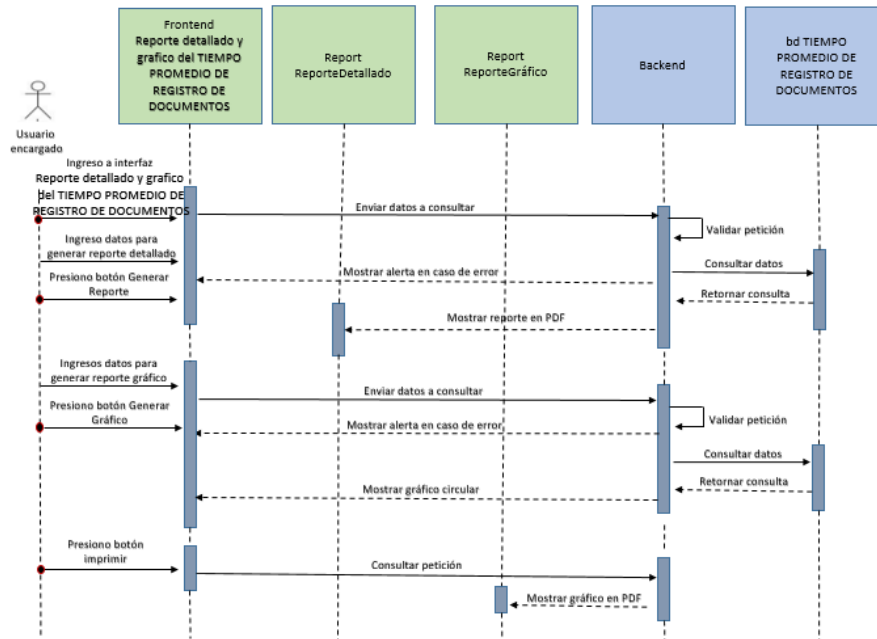 Frontend
Reporte detallado y
grafico del TIEMPO
PROMEDIO DE
REGISTRO DE
DOCUMENTOS
Report
ReporteDetallado
Report
ReporteGráfico
Backend
bd TIEMPO
PROMEDIO DE
REGISTRO DE
DOCUMENTOS
Usuario
encargado
Ingreso a interfaz
Reporte detallado y grafico
del TIEMPO PROMEDIO DE
REGISTRO DE DOCUMENTOS
Enviar datos a consultar
Validar petición
Ingreso datos para
generar reporte detallado
Consultar datos
Mostrar alerta en caso de error
Presiono botón Generar
Reporte
Retornar consulta
Mostrar reporte en PDF
Ingresos datos para
generar reporte gráfico
Enviar datos a consultar
Presiono botón Generar
Gráfico
Validar petición
Mostrar alerta en caso de error
Consultar datos
Retornar consulta
Mostrar gráfico circular
Presiono botón
imprimir
Consultar petición
Mostrar gráfico en PDF